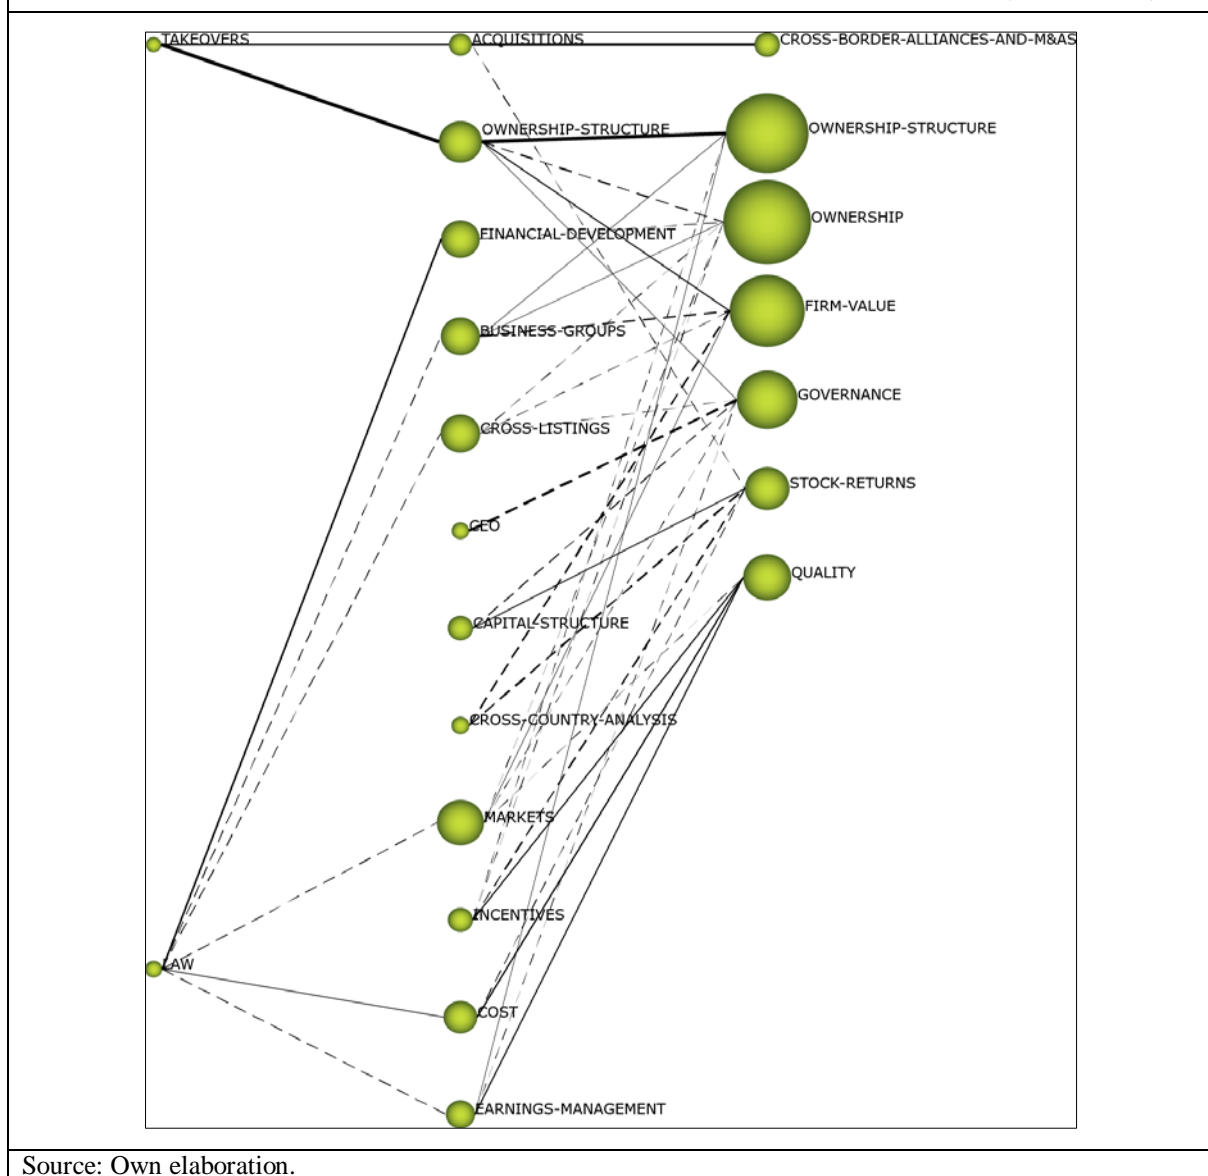 TAKEOVERS
ACQUISITIONS
CROSS-BORDER-ALLIANCES-AND-M&AS
OWNERSHIP-STRUCTURE
OWNERSHIP-STRUCTURE
OWNERSHIP
FINANCIAL-DEVELOPMENT
FIRM-VALUE
BUSINESS-GROUPS
GOVERNANCE
CROSS-LISTINGS
STOCK-RETURNS
CEO
QUALITY
CAPITAL-STRUCTURE
CROSS-COUNTRY-ANALYSIS
MARKETS
INCENTIVES
LAW
COST
EARNINGS-MANAGEMENT
Source: Own elaboration.